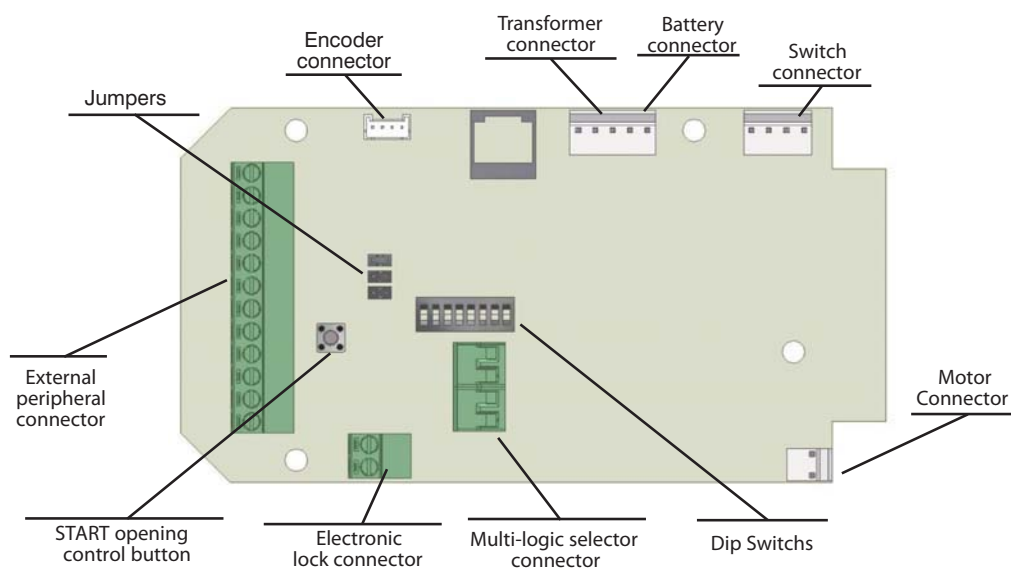 Encoder
connector
Transformer
connector
Battery
connector
Switch
connector
Jumpers
External
peripheral
connector
Motor
Connector
START opening
control button
Electronic
lock connector
Multi-logic selector
connector
Dip Switchs